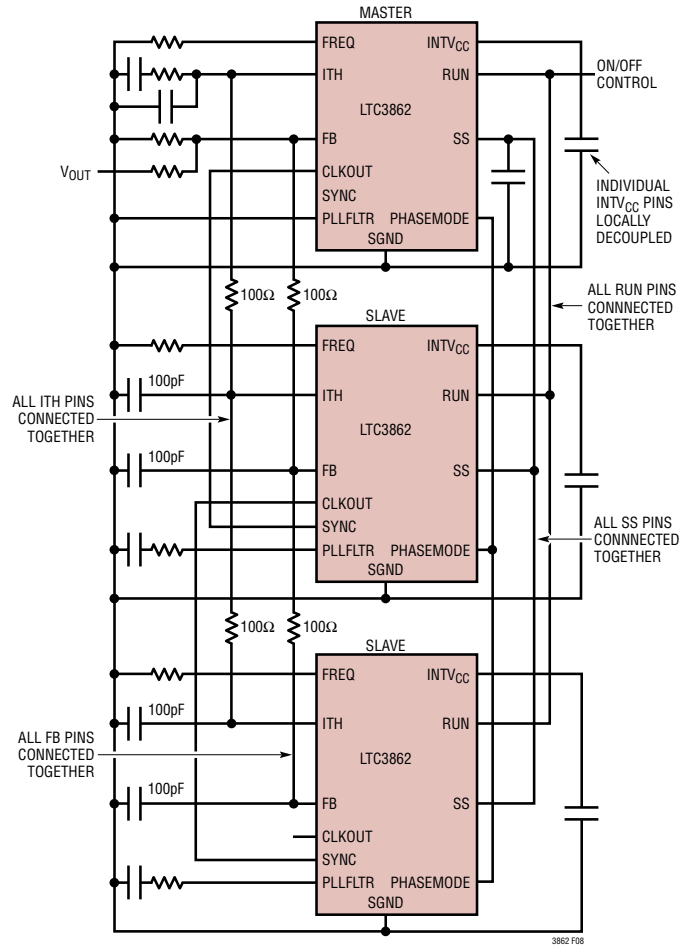 MASTER
FREQ
INTVCC
ITH
RUN
ON/OFF
CONTROL
LTC3862
FB
SS
VOUT
CLKOUT
SYNC
PLLFLTR
PHASEMODE
SGND
INDIVIDUAL
INTVCC PINS
LOCALLY
DECOUPLED
100Ω
100Ω
ALL RUN PINS
CONNNECTED
TOGETHER
SLAVE
FREQ
INTVCC
100pF
ITH
RUN
ALL ITH PINS
CONNECTED
TOGETHER
LTC3862
100pF
FB
SS
CLKOUT
SYNC
PLLFLTR
PHASEMODE
SGND
ALL SS PINS
CONNNECTED
TOGETHER
100Ω
100Ω
SLAVE
FREQ
INTVCC
100pF
ITH
RUN
ALL FB PINS
CONNECTED
TOGETHER
LTC3862
100pF
FB
SS
CLKOUT
SYNC
PLLFLTR
PHASEMODE
SGND
3862 F08